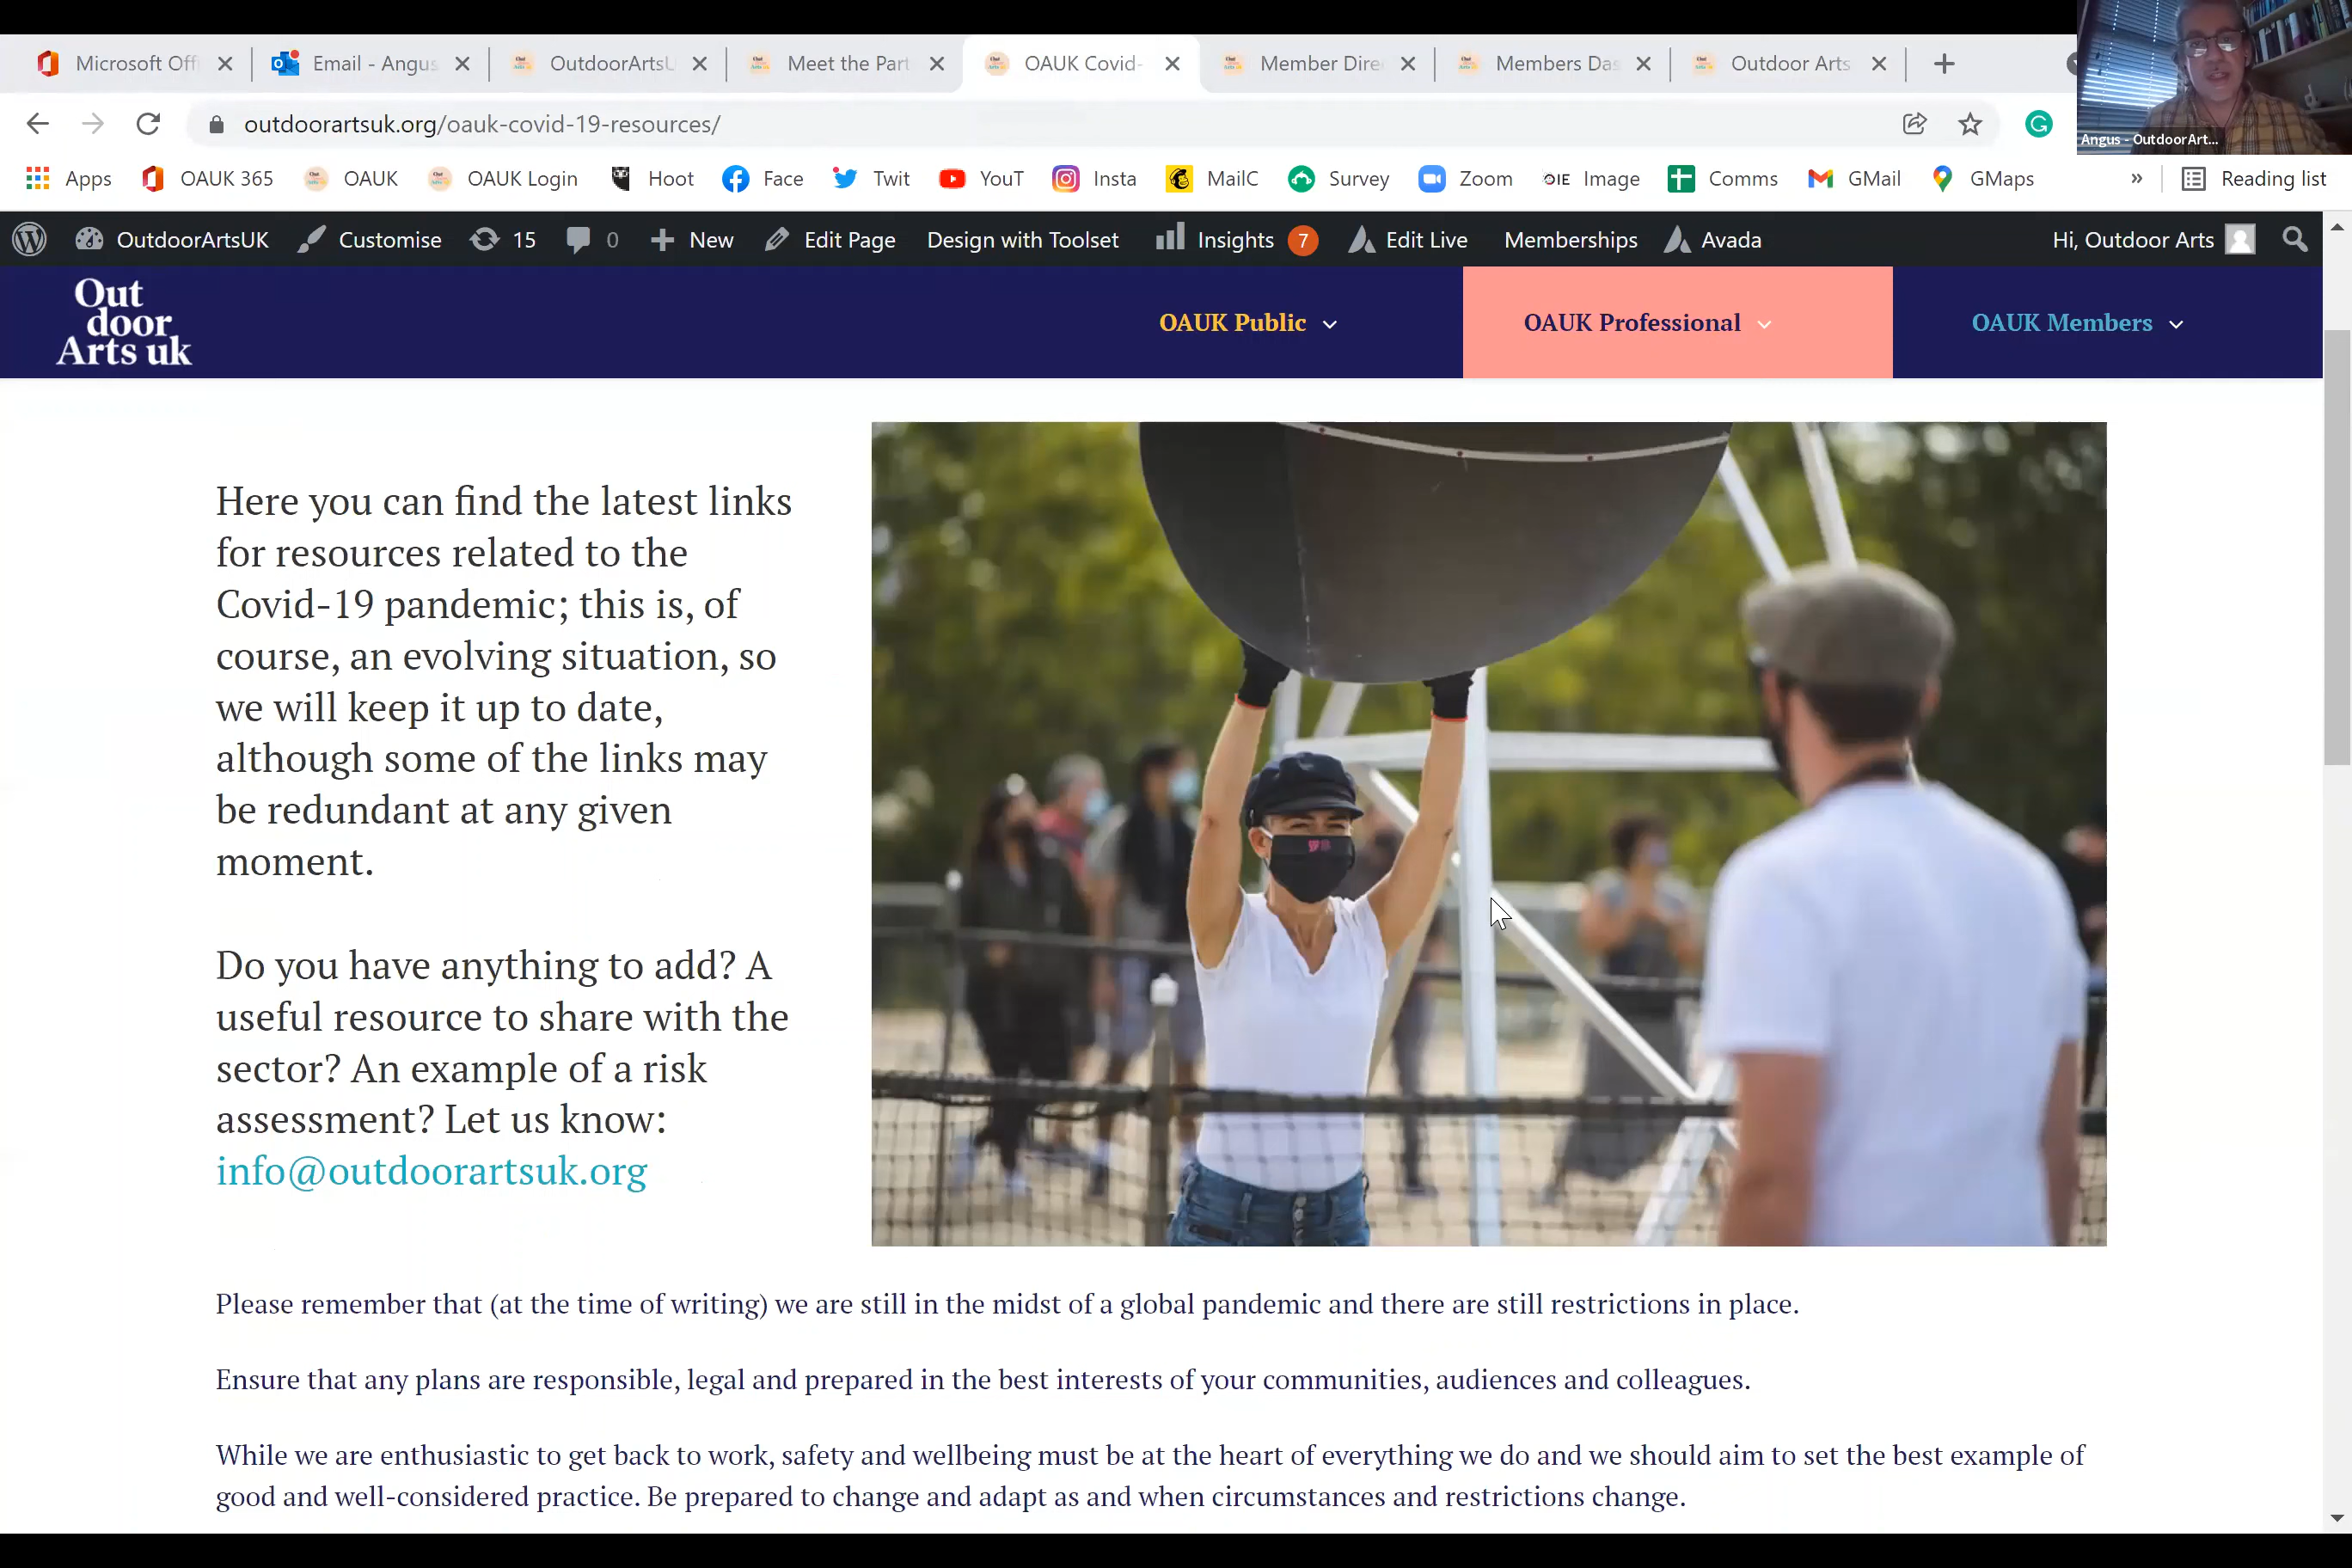 Microsoft Offi
Email - Angus
OutdoorArtsU
Meet the Part
OAUK Covid-
Member Direc
Members Das
Outdoor Arts
outdoorartsuk.org/oauk-covid-19-resources/
Angus - OutdoorArt...
Apps
OAUK 365
OAUK
OAUK Login
Hoot
Face
Twit
YouT
Insta
MailC
Survey
Zoom
OIE
Image
Comms
GMail
GMaps
»
Reading list
OutdoorArtsUK
Customise
15
0
New
Edit Page
Design with Toolset
Insights
7
Edit Live
Memberships
Avada
Hi, Outdoor Arts
Out
door
Arts uk
OAUK Public
OAUK Professional
OAUK Members
Here you can find the latest links
for resources related to the
Covid-19 pandemic; this is, of
course, an evolving situation, so
we will keep it up to date,
although some of the links may
be redundant at any given
moment.
Do you have anything to add? A
useful resource to share with the
sector? An example of a risk
assessment? Let us know:
info@outdoorartsuk.org
Please remember that (at the time of writing) we are still in the midst of a global pandemic and there are still restrictions in place.
Ensure that any plans are responsible, legal and prepared in the best interests of your communities, audiences and colleagues.
While we are enthusiastic to get back to work, safety and wellbeing must be at the heart of everything we do and we should aim to set the best example of
good and well-considered practice. Be prepared to change and adapt as and when circumstances and restrictions change.